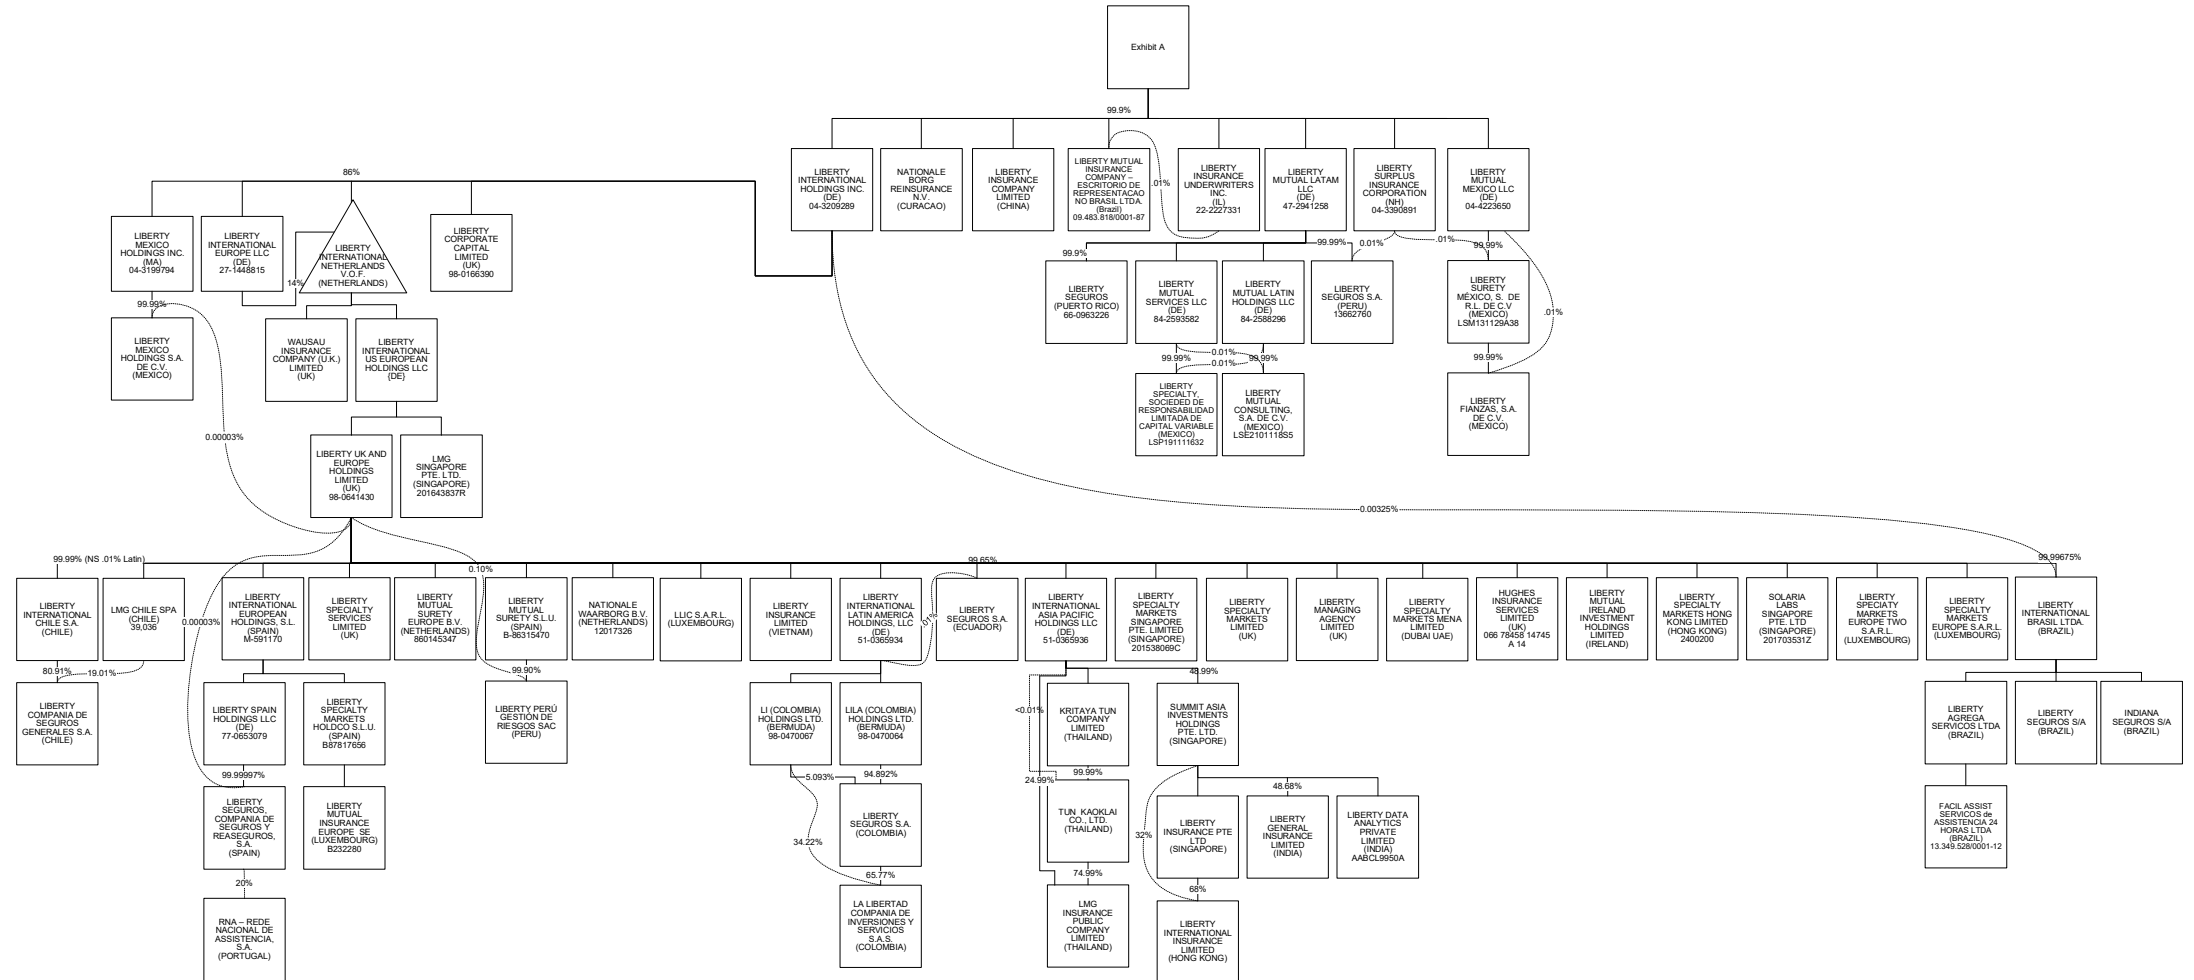 Exhibit A
99.9%
LIBERTY
INTERNATIONAL
HOLDINGS INC.
(DE)
04-3209289
NATIONALE
BORG
REINSURANCE
N.V.
(CURACAO)
LIBERTY
INSURANCE
COMPANY
LIMITED
(CHINA)
LIBERTY MUTUAL
INSURANCE
COMPANY –
ESCRITORIO DE
REPRESENTACAO
NO BRASIL LTDA.
(Brazil)
09.483.818/0001-87
.01%
LIBERTY
INSURANCE
UNDERWRITERS
INC.
(IL)
22-2227331
LIBERTY
MUTUAL LATAM
LLC
(DE)
47-2941258
LIBERTY
SURPLUS
INSURANCE
CORPORATION
(NH)
04-3390891
LIBERTY
MUTUAL
MEXICO LLC
(DE)
04-4223650
86%
LIBERTY
MEXICO
HOLDINGS INC.
(MA)
04-3199794
LIBERTY
INTERNATIONAL
EUROPE LLC
(DE)
27-1448815
14%
LIBERTY
INTERNATIONAL
NETHERLANDS
V.O.F.
(NETHERLANDS)
LIBERTY
CORPORATE
CAPITAL
LIMITED
(UK)
98-0166390
99.9%
99.99%
0.01%
.01%
99.99%
LIBERTY
SEGUROS
(PUERTO RICO)
66-0963226
LIBERTY
MUTUAL
SERVICES LLC
(DE)
84-2593582
LIBERTY
MUTUAL LATIN
HOLDINGS LLC
(DE)
84-2588296
LIBERTY
SEGUROS S.A.
(PERU)
13662760
LIBERTY
SURETY
MÉXICO, S. DE
R.L. DE C.V
(MEXICO)
LSM131129A38
.01%
99.99%
LIBERTY
MEXICO
HOLDINGS S.A.
DE C.V.
(MEXICO)
WAUSAU
INSURANCE
COMPANY (U.K.)
LIMITED
(UK)
LIBERTY
INTERNATIONAL
US EUROPEAN
HOLDINGS LLC
(DE)
99.99%
0.01%
0.01%
99.99%
99.99%
LIBERTY
SPECIALTY,
SOCIEDED DE
RESPONSABILIDAD
LIMITADA DE
CAPITAL VARIABLE
(MEXICO)
LSP191111632
LIBERTY
MUTUAL
CONSULTING,
S.A. DE C.V.
(MEXICO)
LSE2101118S5
LIBERTY
FIANZAS, S.A.
DE C.V.
(MEXICO)
0.00003%
LIBERTY UK AND
EUROPE
HOLDINGS
LIMITED
(UK)
98-0641430
LMG
SINGAPORE
PTE. LTD.
(SINGAPORE)
201643837R
0.00325%
99.99% (NS .01% Latin)
0.10%
99.65%
99.99675%
LIBERTY
INTERNATIONAL
CHILE S.A.
(CHILE)
LMG CHILE SPA
(CHILE)
39,036
0.00003%
LIBERTY
INTERNATIONAL
EUROPEAN
HOLDINGS, S.L.
(SPAIN)
M-591170
LIBERTY
SPECIALTY
SERVICES
LIMITED
(UK)
LIBERTY
MUTUAL
SURETY
EUROPE B.V.
(NETHERLANDS)
860145347
LIBERTY
MUTUAL
SURETY S.L.U.
(SPAIN)
B-86315470
NATIONALE
WAARBORG B.V.
(NETHERLANDS)
12017326
LUIC S.A.R.L.
(LUXEMBOURG)
LIBERTY
INSURANCE
LIMITED
(VIETNAM)
LIBERTY
INTERNATIONAL
LATIN AMERICA
HOLDINGS, LLC
(DE)
51-0365934
LIBERTY
SEGUROS S.A.
(ECUADOR)
LIBERTY
INTERNATIONAL
ASIA PACIFIC
HOLDINGS LLC
(DE)
51-0365936
LIBERTY
SPECIALTY
MARKETS
SINGAPORE
PTE. LIMITED
(SINGAPORE)
201538069C
LIBERTY
SPECIALTY
MARKETS
LIMITED
(UK)
LIBERTY
MANAGING
AGENCY
LIMITED
(UK)
LIBERTY
SPECIALTY
MARKETS MENA
LIMITED
(DUBAI UAE)
HUGHES
INSURANCE
SERVICES
LIMITED
(UK)
066 78458 14745
A 14
LIBERTY
MUTUAL
IRELAND
INVESTMENT
HOLDINGS
LIMITED
(IRELAND)
LIBERTY
SPECIALTY
MARKETS HONG
KONG LIMITED
(HONG KONG)
2400200
SOLARIA
LABS
SINGAPORE
PTE. LTD
(SINGAPORE)
201703531Z
LIBERTY
SPECIATY
MARKETS
EUROPE TWO
S.A.R.L.
(LUXEMBOURG)
LIBERTY
SPECIALTY
MARKETS
EUROPE S.A.R.L.
(LUXEMBOURG)
LIBERTY
INTERNATIONAL
BRASIL LTDA.
(BRAZIL)
80.91%
19.01%
99.90%
48.99%
LIBERTY
COMPANIA DE
SEGUROS
GENERALES S.A.
(CHILE)
LIBERTY SPAIN
HOLDINGS LLC
(DE)
77-0653079
LIBERTY
SPECIALTY
MARKETS
HOLDCO S.L.U.
(SPAIN)
B87817656
LIBERTY PERÚ
GESTIÓN DE
RIESGOS SAC
(PERU)
LI (COLOMBIA)
HOLDINGS LTD.
(BERMUDA)
98-0470067
LILA (COLOMBIA)
HOLDINGS LTD.
(BERMUDA)
98-0470064
<0.01%
KRITAYA TUN
COMPANY
LIMITED
(THAILAND)
SUMMIT ASIA
INVESTMENTS
HOLDINGS
PTE. LTD.
(SINGAPORE)
LIBERTY
AGREGA
SERVICOS LTDA
(BRAZIL)
LIBERTY
SEGUROS S/A
(BRAZIL)
INDIANA
SEGUROS S/A
(BRAZIL)
99.99997%
5.093%
94.892%
24.99%
99.99%
48.68%
LIBERTY
SEGUROS,
COMPANIA DE
SEGUROS Y
REASEGUROS,
S.A.
(SPAIN)
LIBERTY
MUTUAL
INSURANCE
EUROPE SE
(LUXEMBOURG)
B232280
34.22%
LIBERTY
SEGUROS S.A.
(COLOMBIA)
TUN KAOKLAI
CO., LTD.
(THAILAND)
32%
LIBERTY
INSURANCE PTE
LTD
(SINGAPORE)
LIBERTY
GENERAL
INSURANCE
LIMITED
(INDIA)
LIBERTY DATA
ANALYTICS
PRIVATE
LIMITED
(INDIA)
AABCL9950A
FACIL ASSIST
SERVICOS de
ASSISTENCIA 24
HORAS LTDA
(BRAZIL)
13.349.528/0001-12
20%
65.77%
74.99%
68%
RNA – REDE
NACIONAL DE
ASSISTENCIA,
S.A.
(PORTUGAL)
LA LIBERTAD
COMPANIA DE
INVERSIONES Y
SERVICIOS
S.A.S.
(COLOMBIA)
LMG
INSURANCE
PUBLIC
COMPANY
LIMITED
(THAILAND)
LIBERTY
INTERNATIONAL
INSURANCE
LIMITED
(HONG KONG)